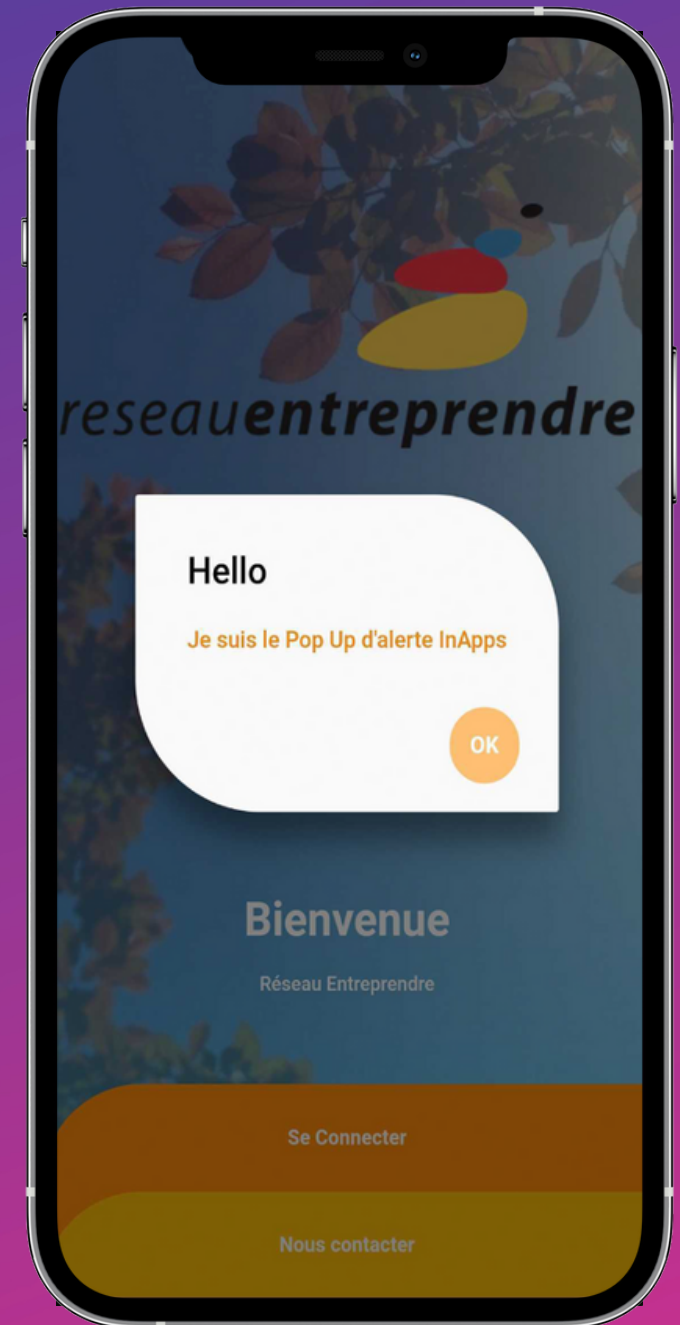 reseauentreprendre
Hello
Je suis le Pop Up d'alerte InApps
OK
Bienvenue
Réseau Entreprendre
Se Connecter
Nous contacter